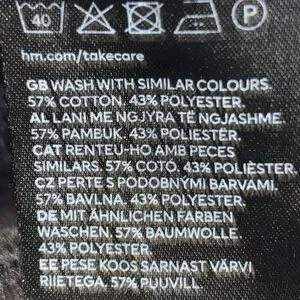 40 P
hm.com/takecare
GB WASH WITH SIMILAR COLOURS.
57% COTTON. 43% POLYESTER.
AL LANI ME NGJYRA TË NGJASHME.
57% PAMBUK. 43% POLIESTËR.
CAT RENTEU-HO AMB PECES
SIMILARS. 57% COTÓ. 43% POLIÈSTER.
CZ PERTE S PODOBNÝMI BARVAMI.
57% BAVLNA. 43% POLYESTER.
DE MIT ÄHNLICHEN FARBEN
WASCHEN. 57% BAUMWOLLE.
43% POLYESTER.
EE PESE KOOS SARNAST VÄRVI
RIIETEGA. 57% PUUVILL.